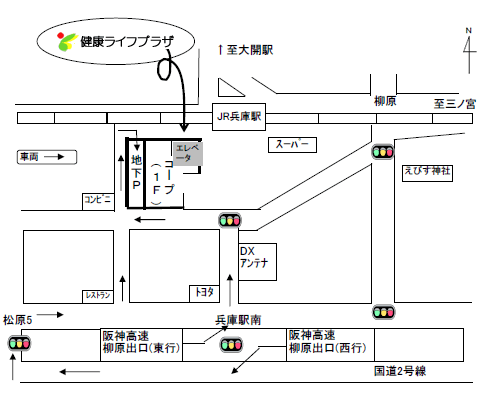 健康ライフプラザ
↑至大開駅
N
柳原
至三ノ宮
JR兵庫駅
スーパー
車両
エレベ
ータ
地下P
コープ
(1F)
えびす神社
コンビニ
DX
アンテナ
レストラン
トヨタ
松原5
兵庫駅南
阪神高速
柳原出口(東行)
阪神高速
柳原出口(西行)
国道2号線